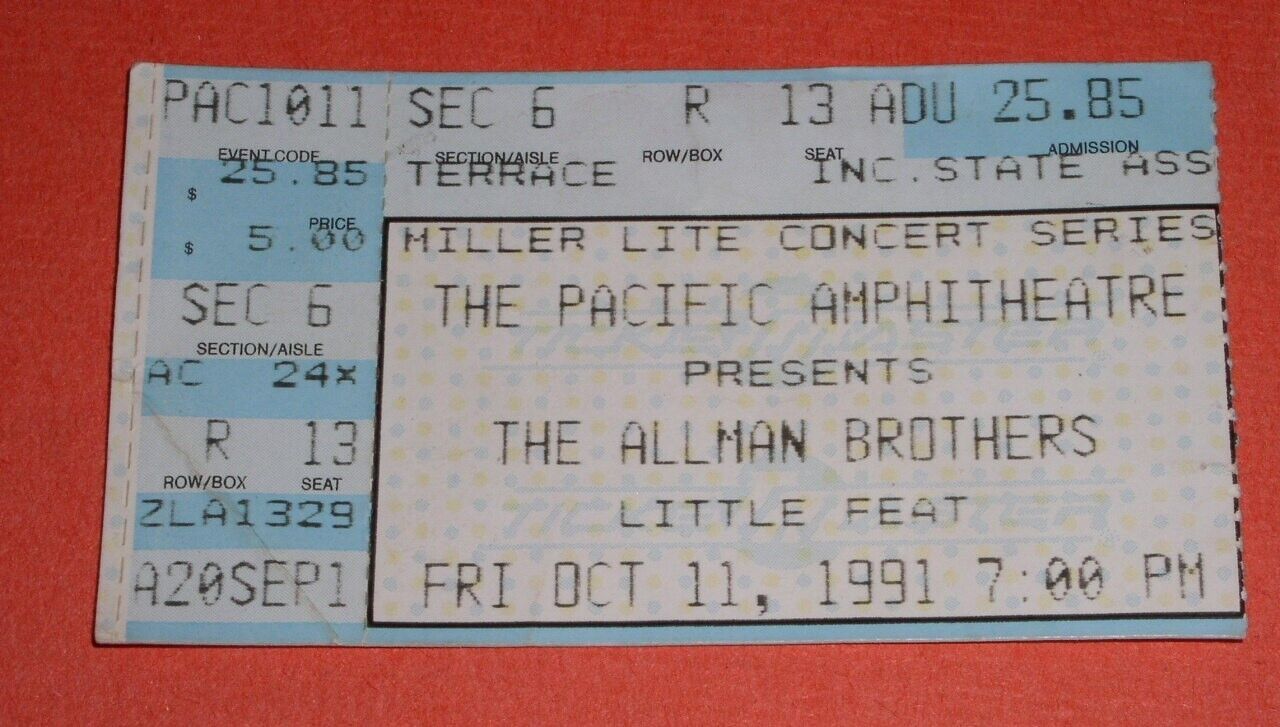 PAC1011 SEC 6 R 13 ADU 25.85
EVENT CODE SECTION/AISLE ROW/BOX SEAT ADMISSION
$ 25.85 TERRACE INC.STATE ASS
PRICE
$ 5.00 MILLER LITE CONCERT SERIES
SEC 6 THE PACIFIC AMPHITHEATRE
SECTION/AISLE TICKETMASTER
AC 24x PRESENTS
R 13 THE ALLMAN BROTHERS
ROW/BOX SEAT
ZLA1329 LITTLE FEAT
TICKETMASTER
A20SEP1 FRI OCT 11, 1991 7:00 PM